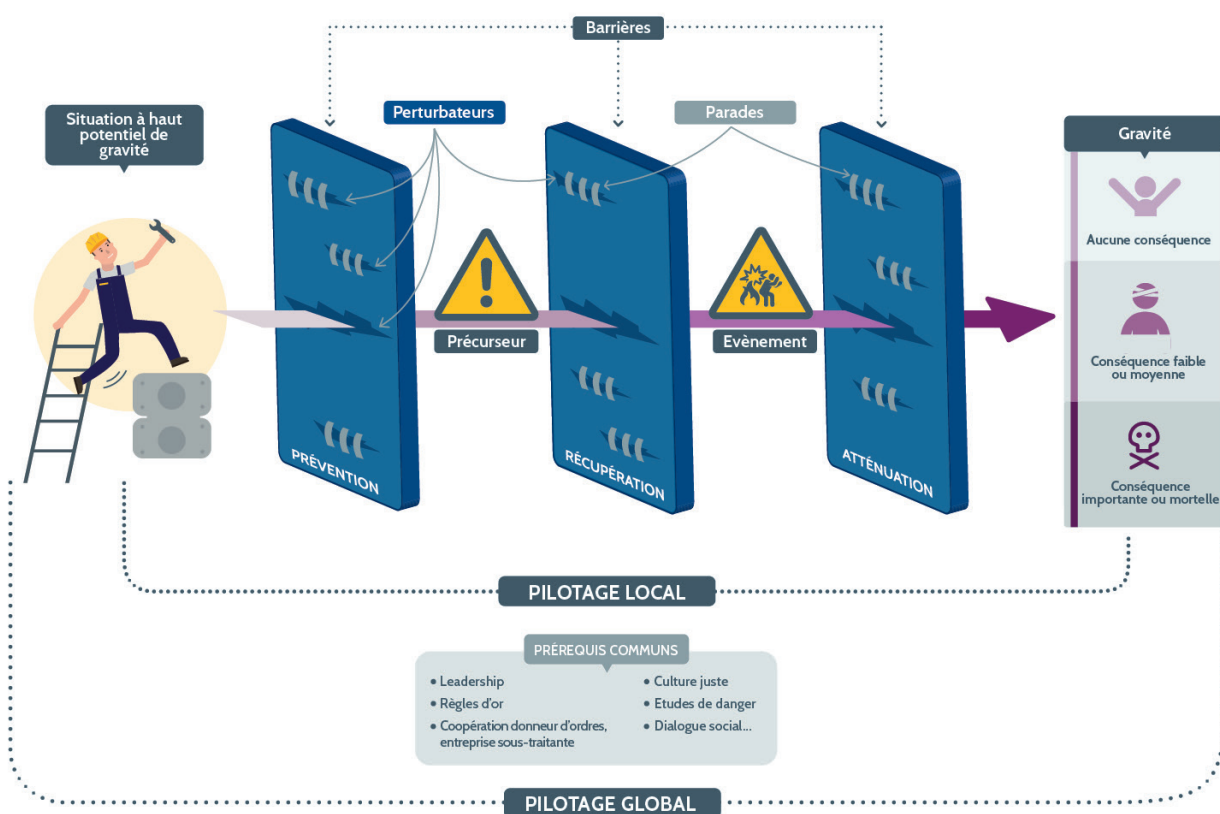 Barrières
Situation à haut
potentiel de
gravité
Perturbateurs
Parades
Gravité
Aucune conséquence
Précurseur
Evènement
Conséquence faible
ou moyenne
PRÉVENTION
RÉCUPÉRATION
ATTÉNUATION
Conséquence
importante ou mortelle
PILOTAGE LOCAL
PRÉREQUIS COMMUNS
• Leadership
• Règles d'or
• Coopération donneur d'ordres,
entreprise sous-traitante
• Culture juste
• Etudes de danger
• Dialogue social...
PILOTAGE GLOBAL